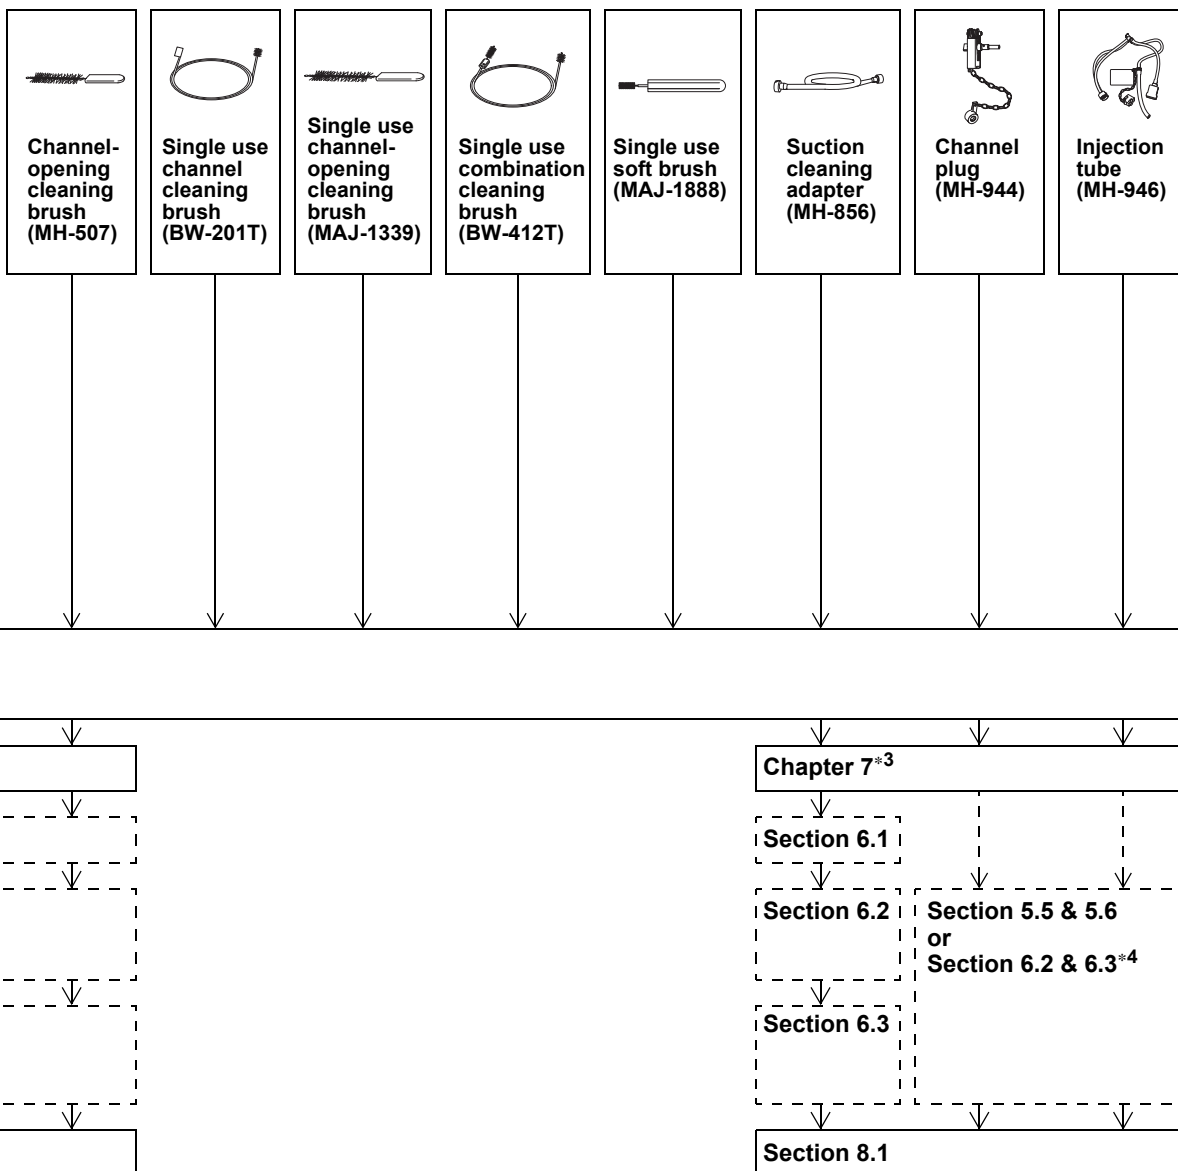 Channel-
opening
cleaning
brush
(MH-507)
Single use
channel
cleaning
brush
(BW-201T)
Single use
channel-
opening
cleaning
brush
(MAJ-1339)
Single use
combination
cleaning
brush
(BW-412T)
Single use
soft brush
(MAJ-1888)
Suction
cleaning
adapter
(MH-856)
Channel
plug
(MH-944)
Injection
tube
(MH-946)
Chapter 7*3
Section 6.1
Section 6.2
Section 5.5 & 5.6
or
Section 6.2 & 6.3*4
Section 6.3
Section 8.1